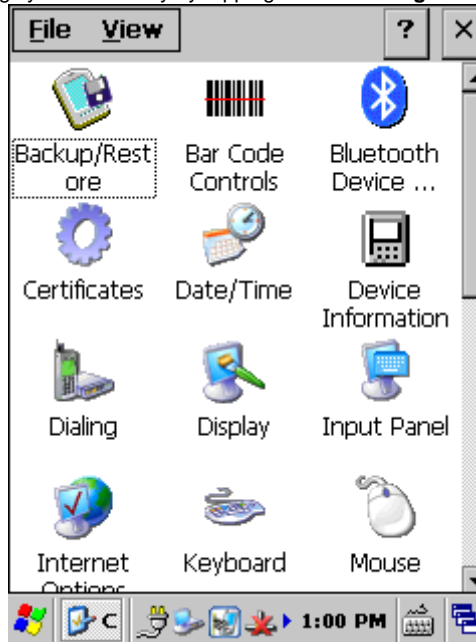 File View ? ×
Backup/Rest
ore
Bar Code
Controls
Bluetooth
Device ...
Certificates
Date/Time
Device
Information
Dialing
Display
Input Panel
Internet
Options
Keyboard
Mouse
C
1:00 PM